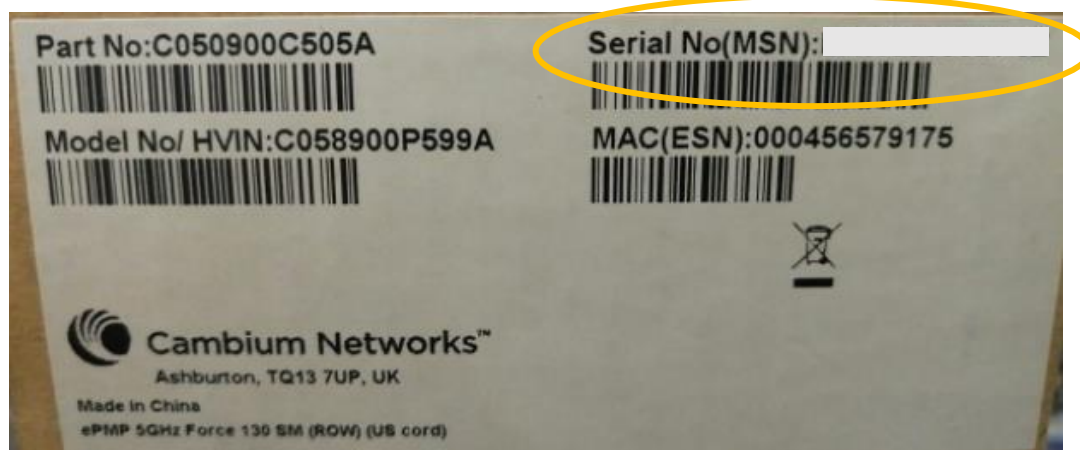 Part No:C050900C505A
Serial No(MSN):
Model No/ HVIN:C058900P599A
MAC(ESN):000456579175
Cambium Networks™
Ashburton, TQ13 7UP, UK
Made in China
ePMP 5GHz Force 130 SM (ROW) (US cord)